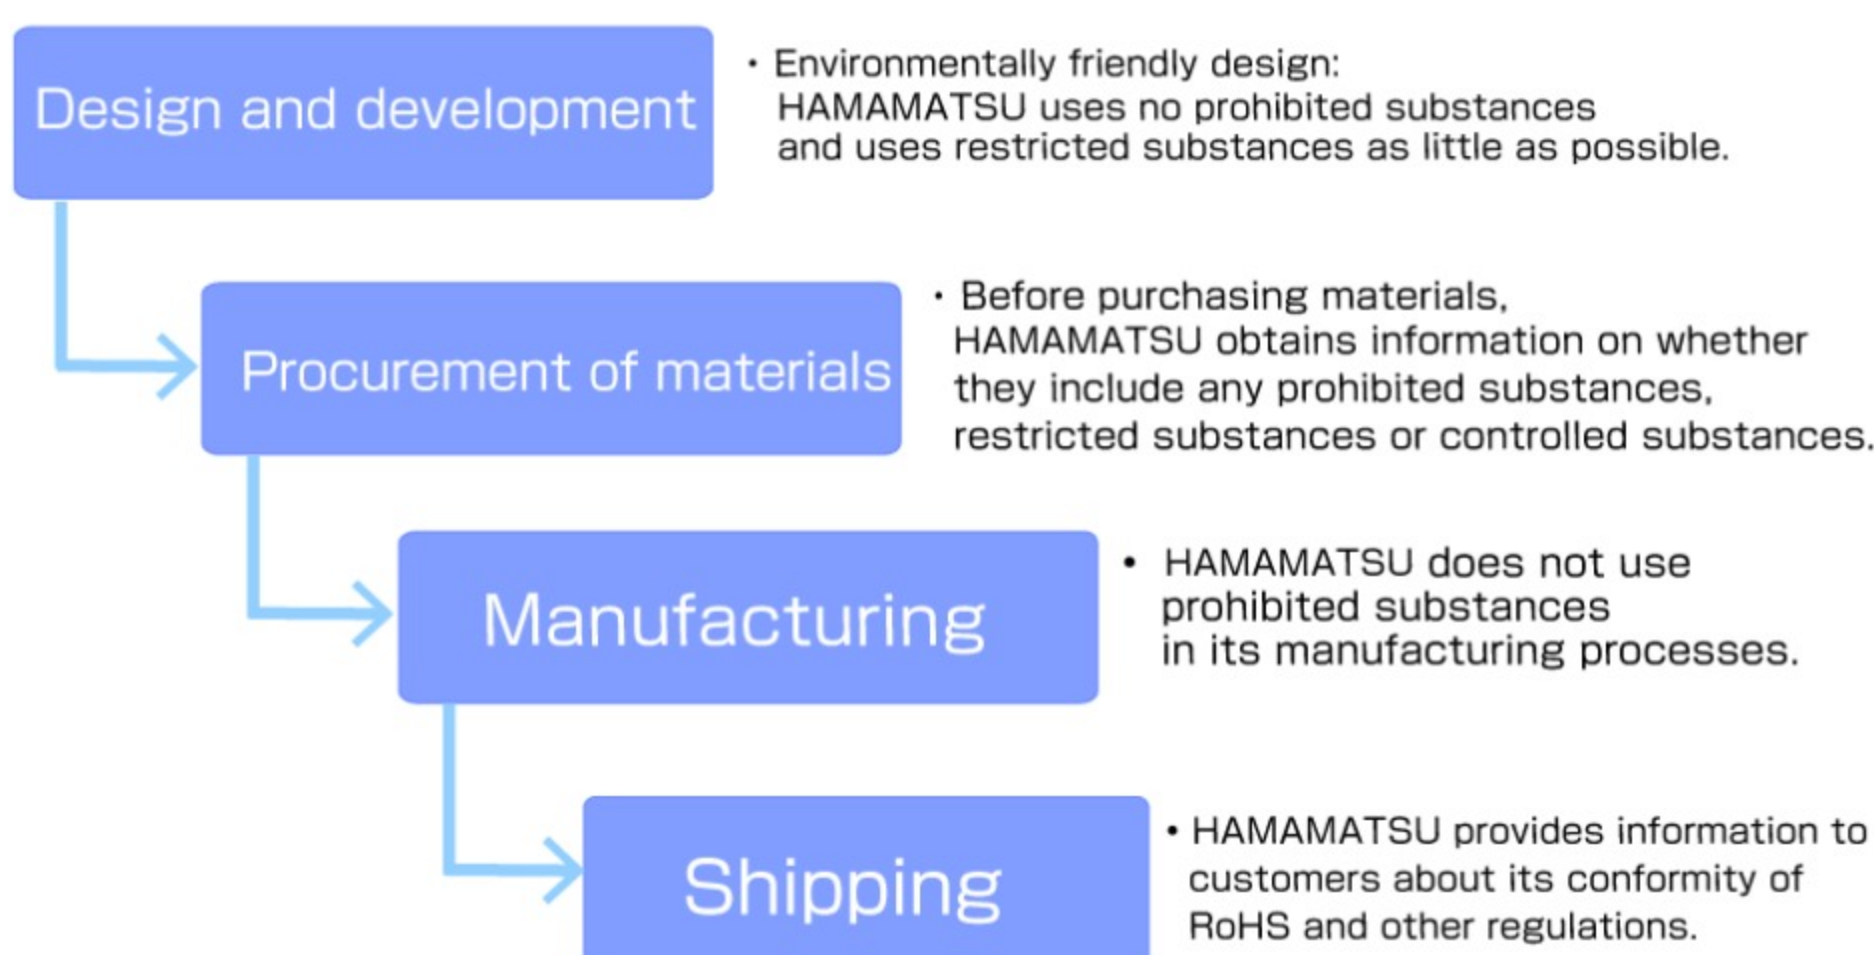 Design and development
・Environmentally friendly design:
HAMAMATSU uses no prohibited substances
and uses restricted substances as little as possible.
Procurement of materials
・Before purchasing materials,
HAMAMATSU obtains information on whether
they include any prohibited substances,
restricted substances or controlled substances.
Manufacturing
• HAMAMATSU does not use
prohibited substances
in its manufacturing processes.
Shipping
• HAMAMATSU provides information to
customers about its conformity of
RoHS and other regulations.